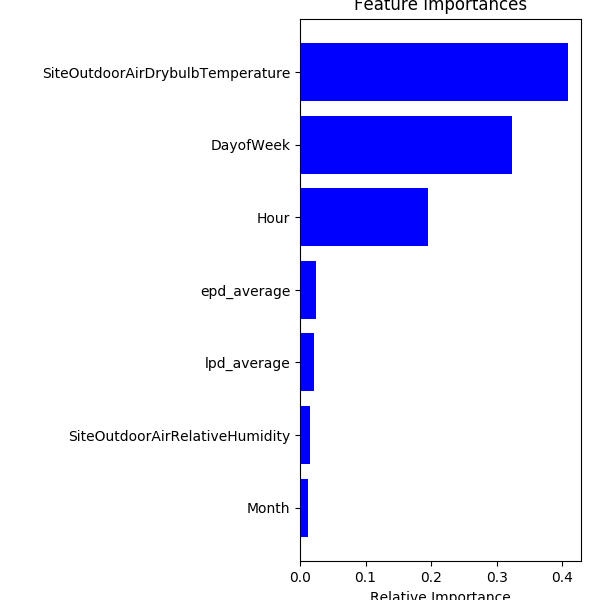 Feature Importances
SiteOutdoorAirDrybulbTemperature
DayofWeek
Hour
epd_average
lpd_average
SiteOutdoorAirRelativeHumidity
Month
0.0 0.1 0.2 0.3 0.4
Relative Importance